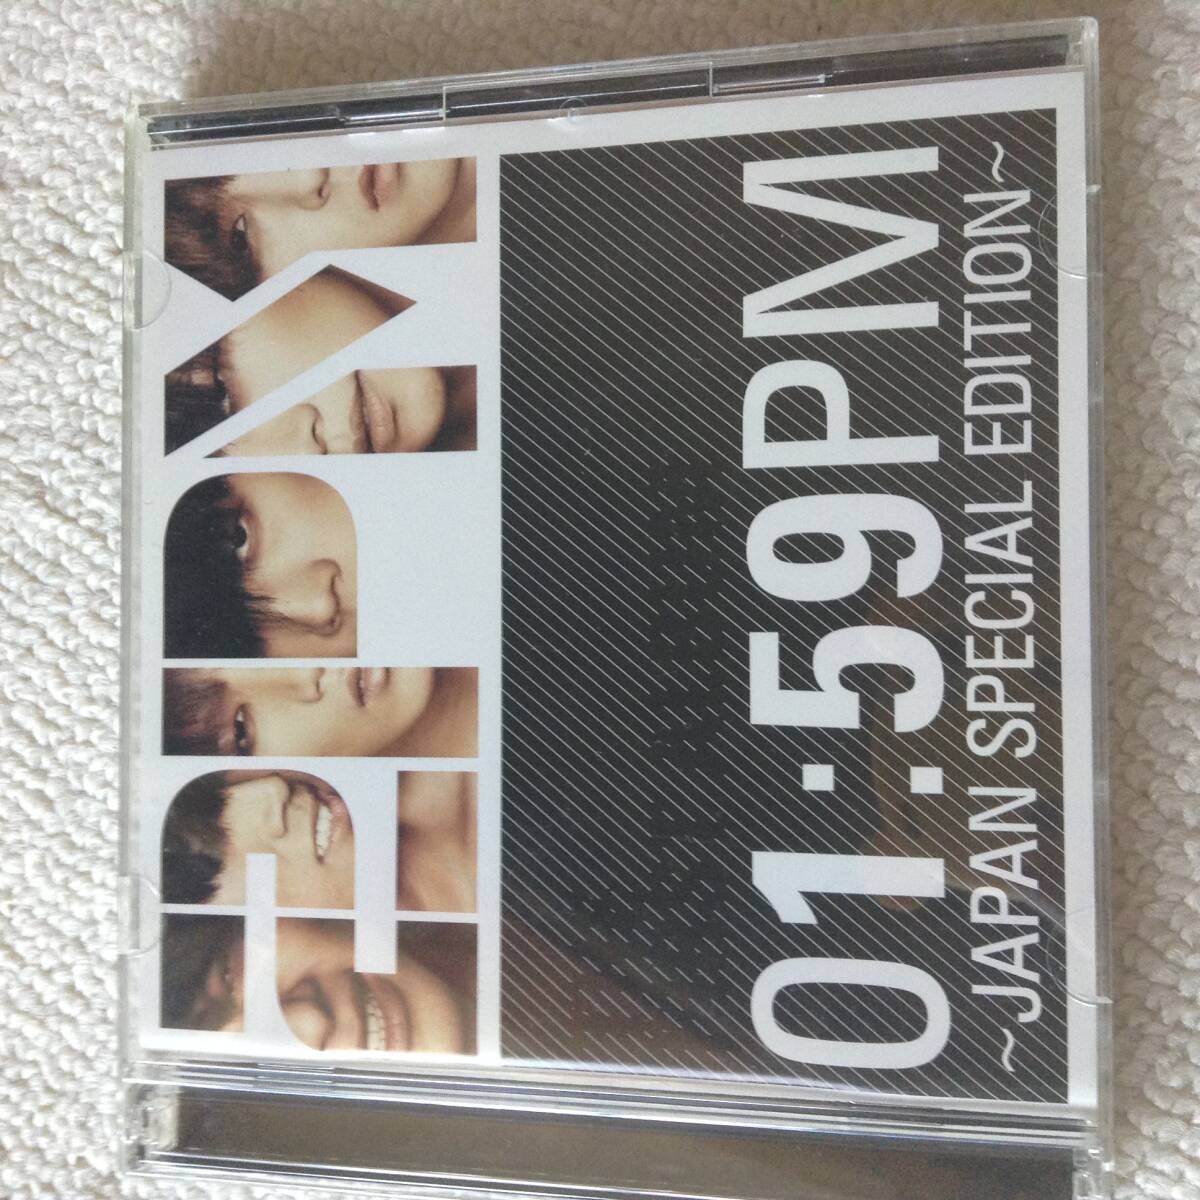 2PM
01:59PM
~JAPAN SPECIAL EDITION~